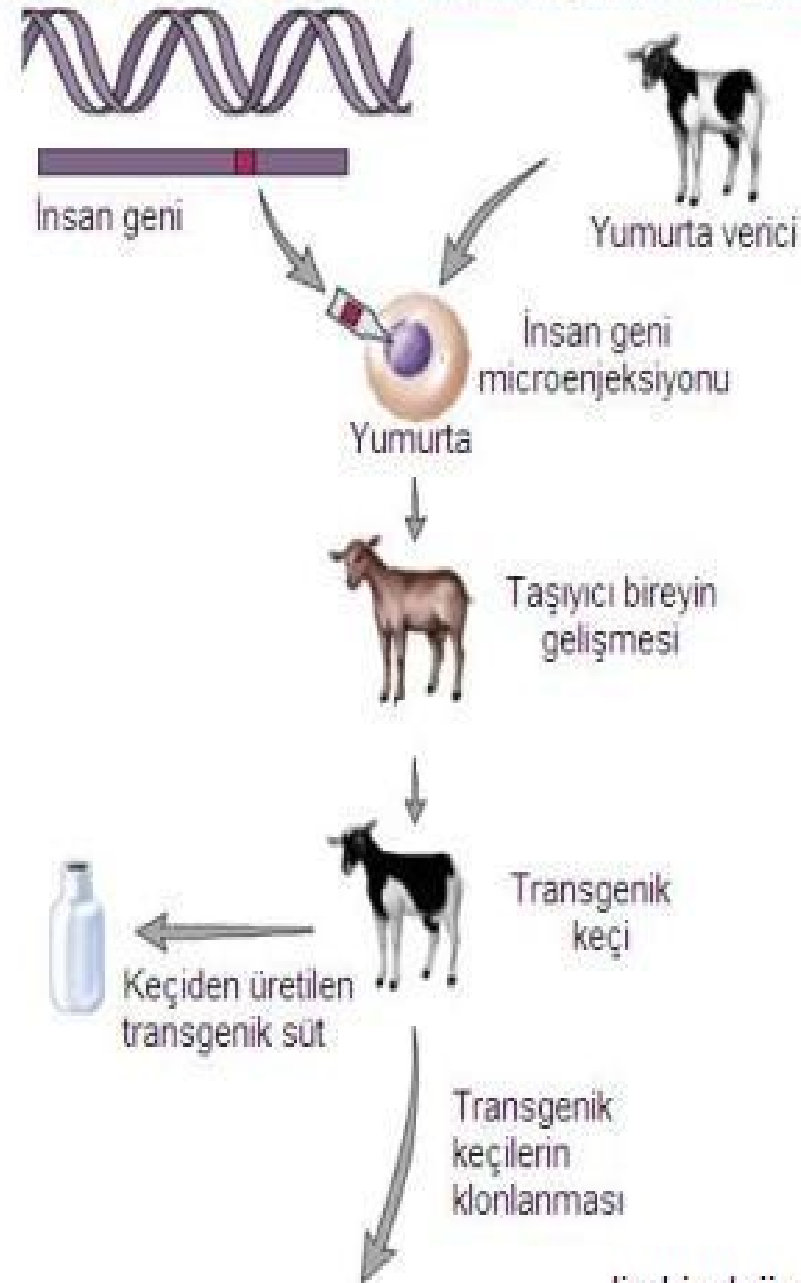 İnsan geni
Yumurta verici
İnsan geni
microenjeksiyonu
Yumurta
Taşıyıcı bireyin
gelişmesi
Transgenik
keçi
Keçiden üretilen
transgenik süt
Transgenik
keçilerin
klonlanması